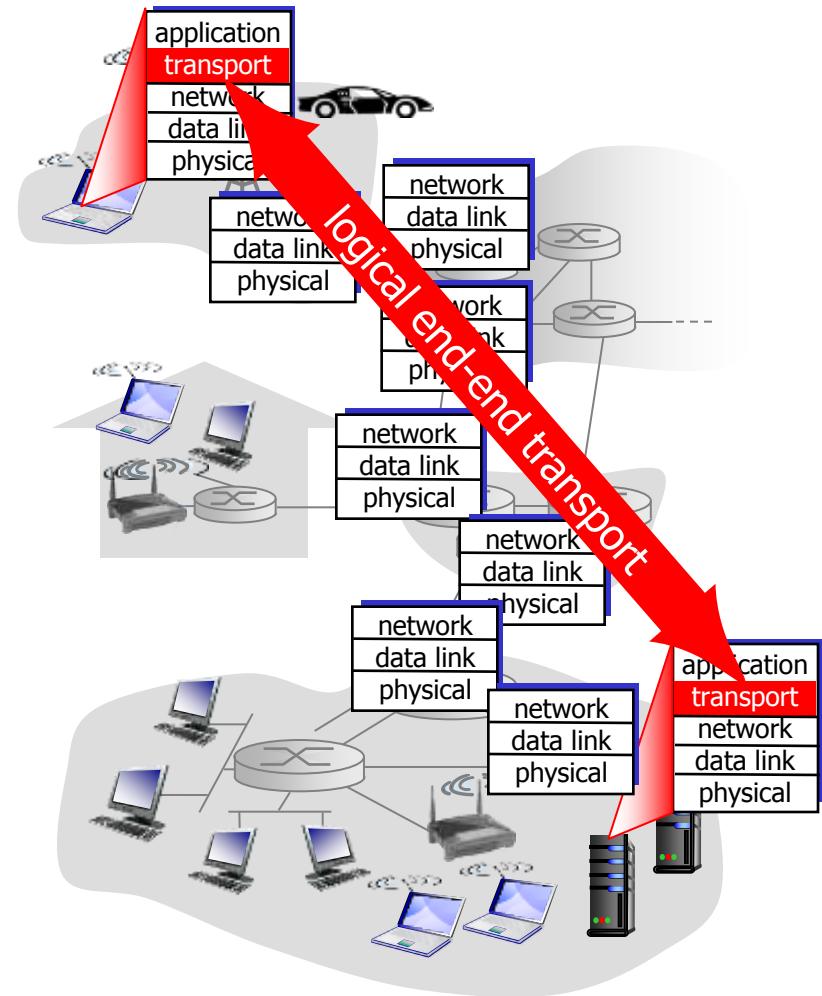 application
transport
network
data link
physical
network
data link
physical
network
data link
physical
logical end-end transport
network
data link
physical
network
data link
physical
network
data link
physical
network
data link
physical
application
transport
network
data link
physical